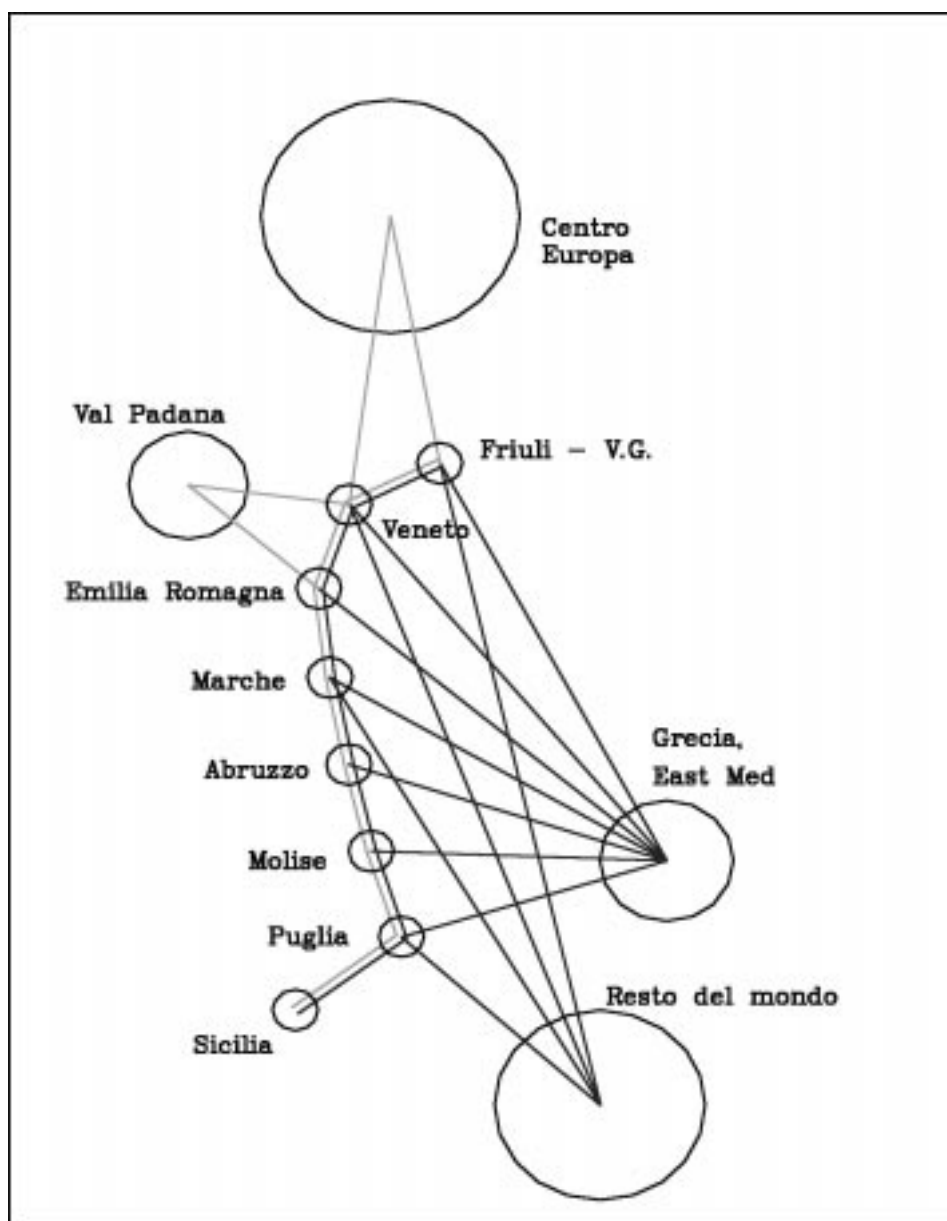 Centro
Europa
Val Padana
Friuli – V.G.
Veneto
Emilia Romagna
Marche
Grecia,
East Med
Abruzzo
Molise
Puglia
Resto del mondo
Sicilia